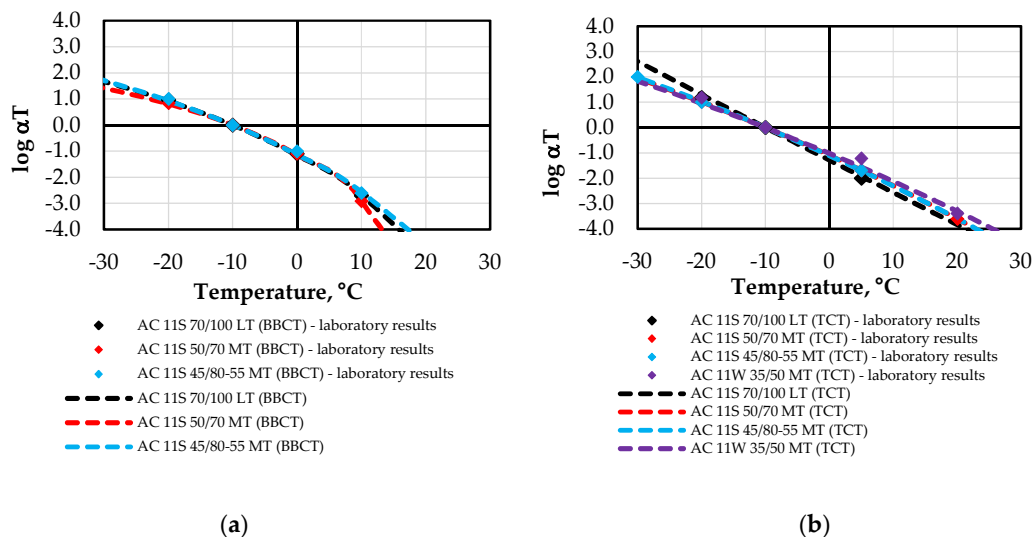 4.0
3.0
2.0
1.0
0.0
-1.0
-2.0
-3.0
-4.0
log αT
-30 -20 -10 0 10 20 30
Temperature, °C
AC 11S 70/100 LT (BBCT) - laboratory results
AC 11S 50/70 MT (BBCT) - laboratory results
AC 11S 45/80-55 MT (BBCT) - laboratory results
AC 11S 70/100 LT (BBCT)
AC 11S 50/70 MT (BBCT)
AC 11S 45/80-55 MT (BBCT)
(a)
4.0
3.0
2.0
1.0
0.0
-1.0
-2.0
-3.0
-4.0
log αT
-30 -20 -10 0 10 20 30
Temperature, °C
AC 11S 70/100 LT (TCT) - laboratory results
AC 11S 50/70 MT (TCT) - laboratory results
AC 11S 45/80-55 MT (TCT) - laboratory results
AC 11W 35/50 MT (TCT) - laboratory results
AC 11S 70/100 LT (TCT)
AC 11S 50/70 MT (TCT)
AC 11S 45/80-55 MT (TCT)
AC 11W 35/50 MT (TCT)
(b)